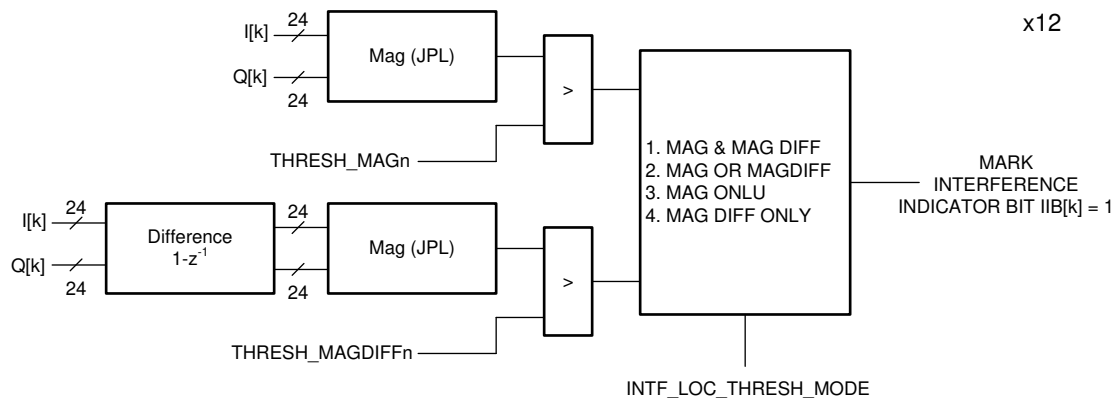 x12
24
I[k]
Q[k]
24
Mag (JPL)
>
THRESH_MAGn
1. MAG & MAG DIFF
2. MAG OR MAGDIFF
3. MAG ONLU
4. MAG DIFF ONLY
MARK
INTERFERENCE
INDICATOR BIT IIB[k] = 1
24
I[k]
Q[k]
24
Difference
1-z⁻¹
24
24
Mag (JPL)
>
THRESH_MAGDIFFn
INTF_LOC_THRESH_MODE